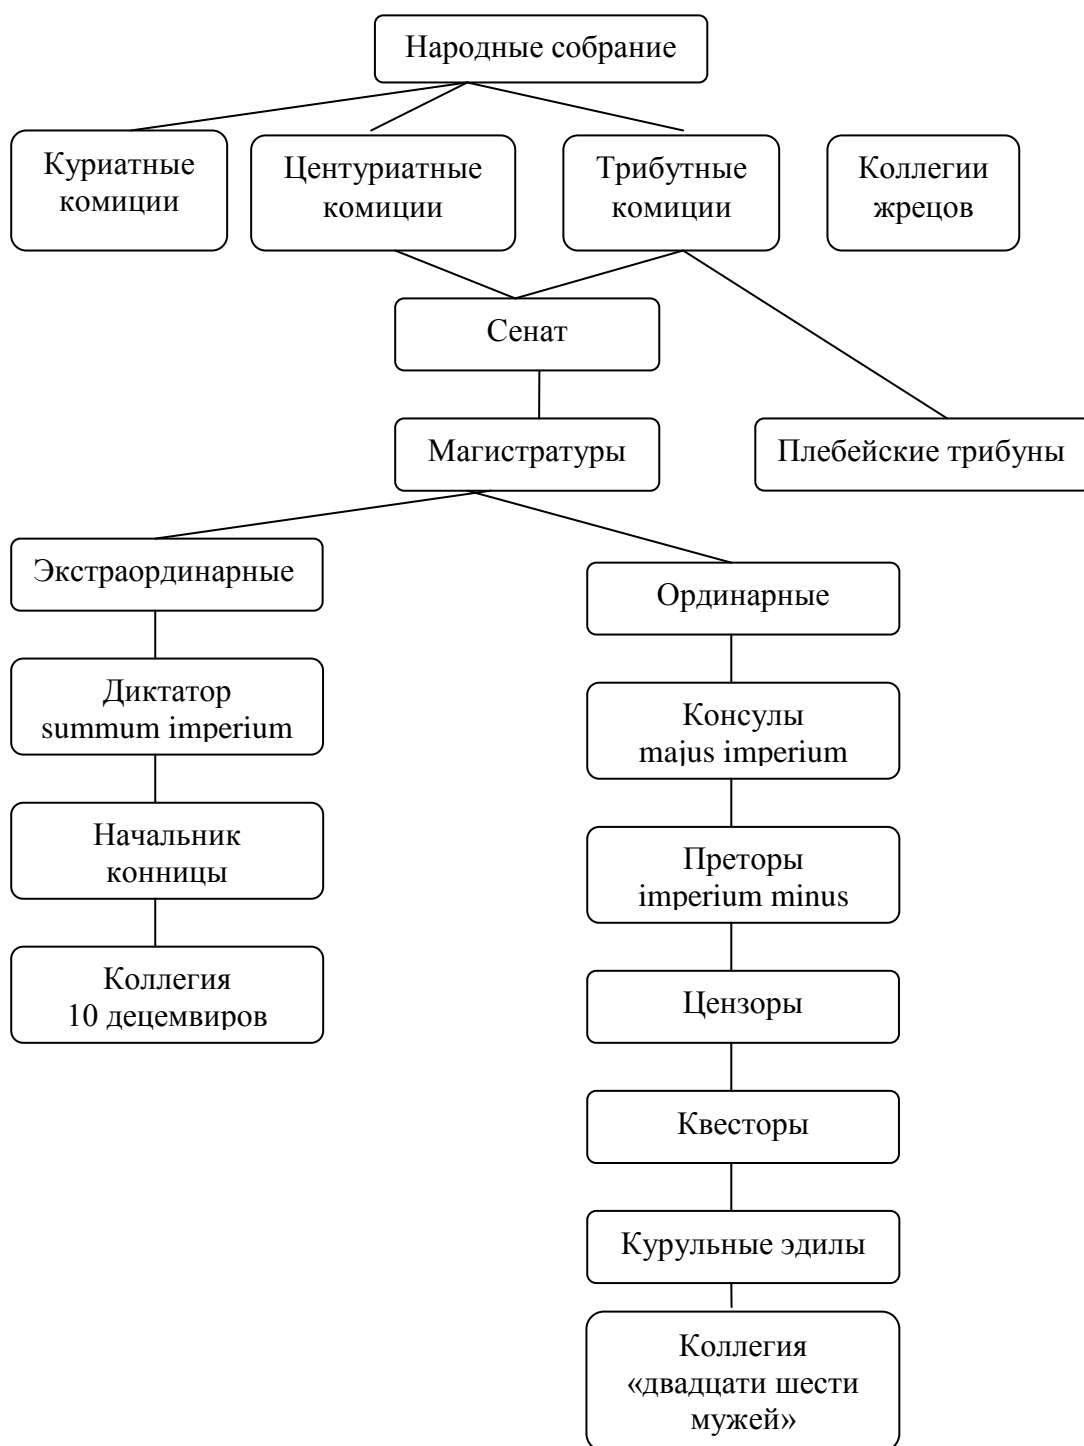 Народные собрание
Куриатные
комиции
Центуриатные
комиции
Трибутные
комиции
Коллегии
жрецов
Сенат
Магистратуры
Плебейские трибуны
Экстраординарные
Ординарные
Диктатор
summum imperium
Консулы
majus imperium
Начальник
конницы
Преторы
imperium minus
Коллегия
10 децемвиров
Цензоры
Квесторы
Курульные эдилы
Коллегия
«двадцати шести
мужей»